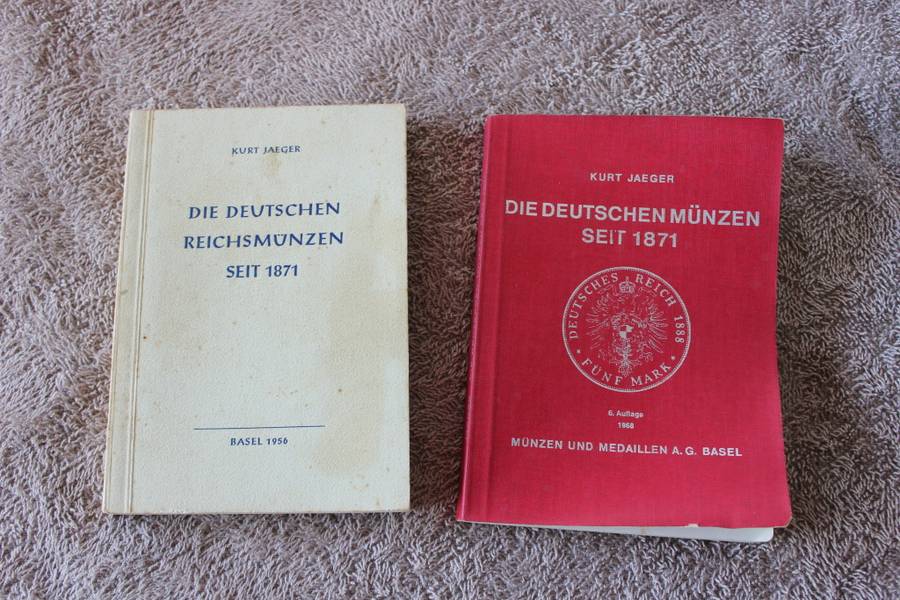 KURT JAEGER
DIE DEUTSCHEN
REICHSMÜNZEN
SEIT 1871
BASEL 1956
KURT JAEGER
DIE DEUTSCHEN MÜNZEN
SEIT 1871
DEUTSCHES REICH 1888
* FÜNF MARK *
6. Auflage
1968
MÜNZEN UND MEDAILLEN A.G. BASEL